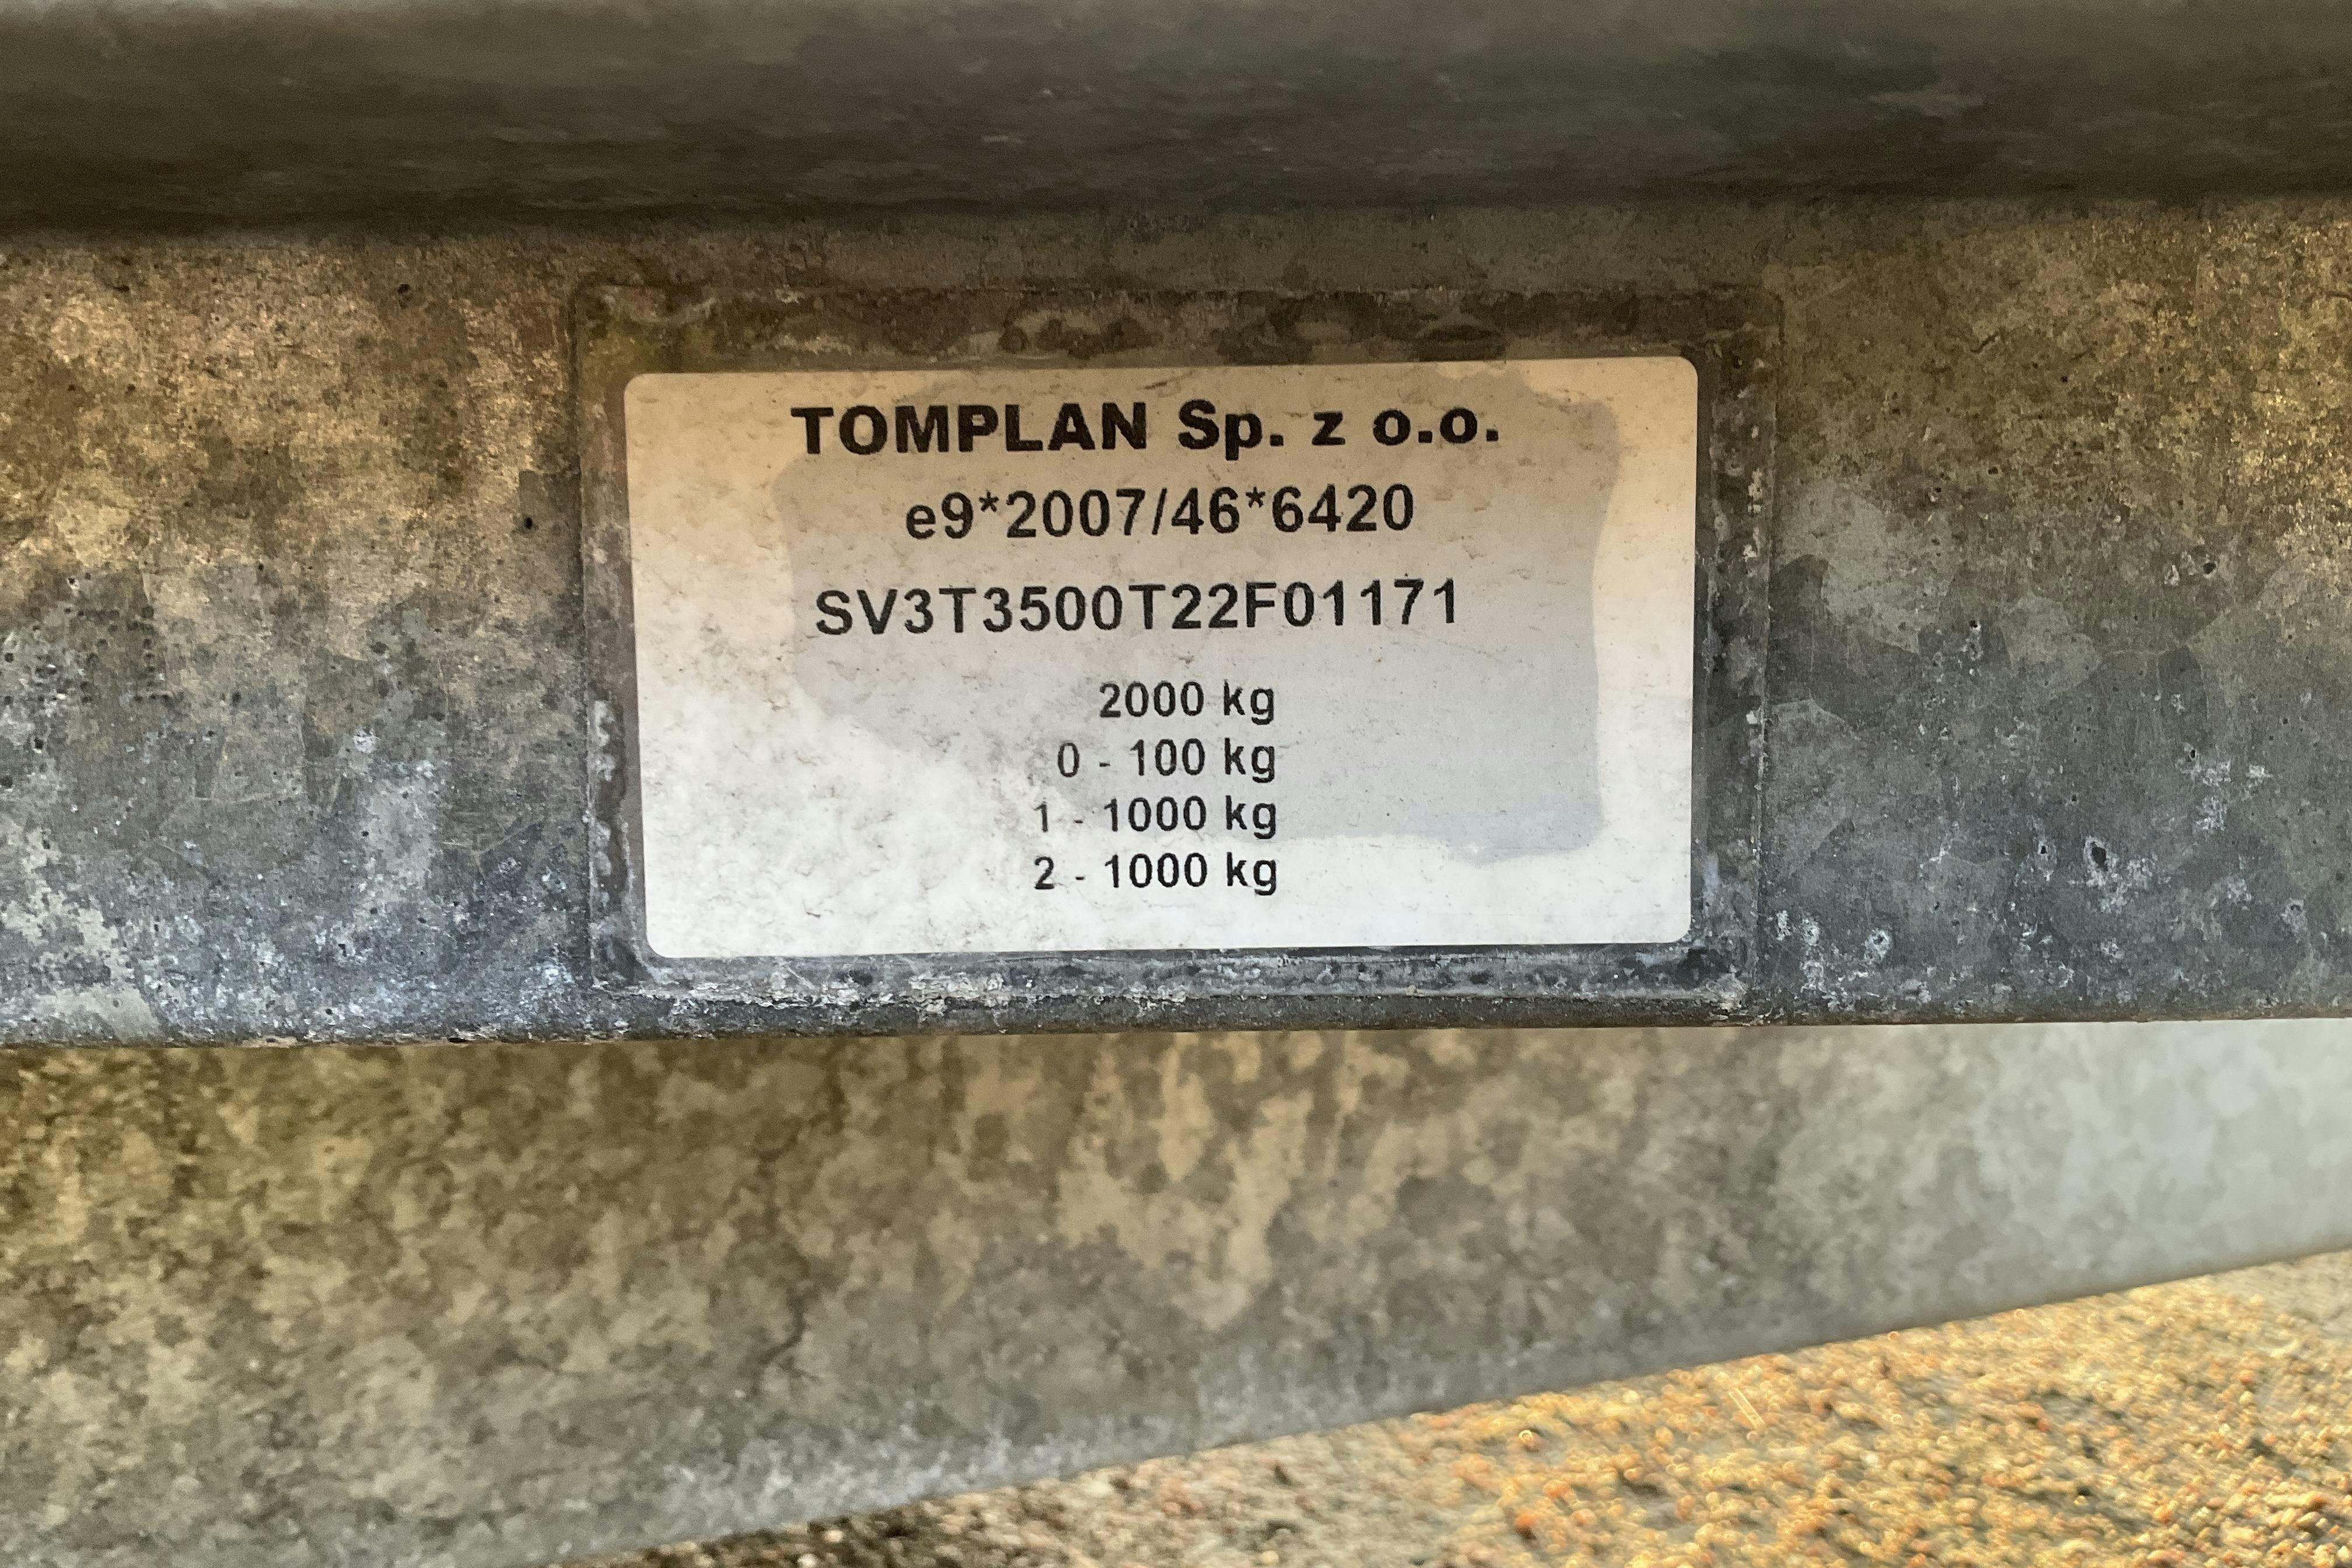 TOMPLAN Sp. z o.o.
e9*2007/46*6420
SV3T3500T22F01171
2000 kg
0 - 100 kg
1 - 1000 kg
2 - 1000 kg